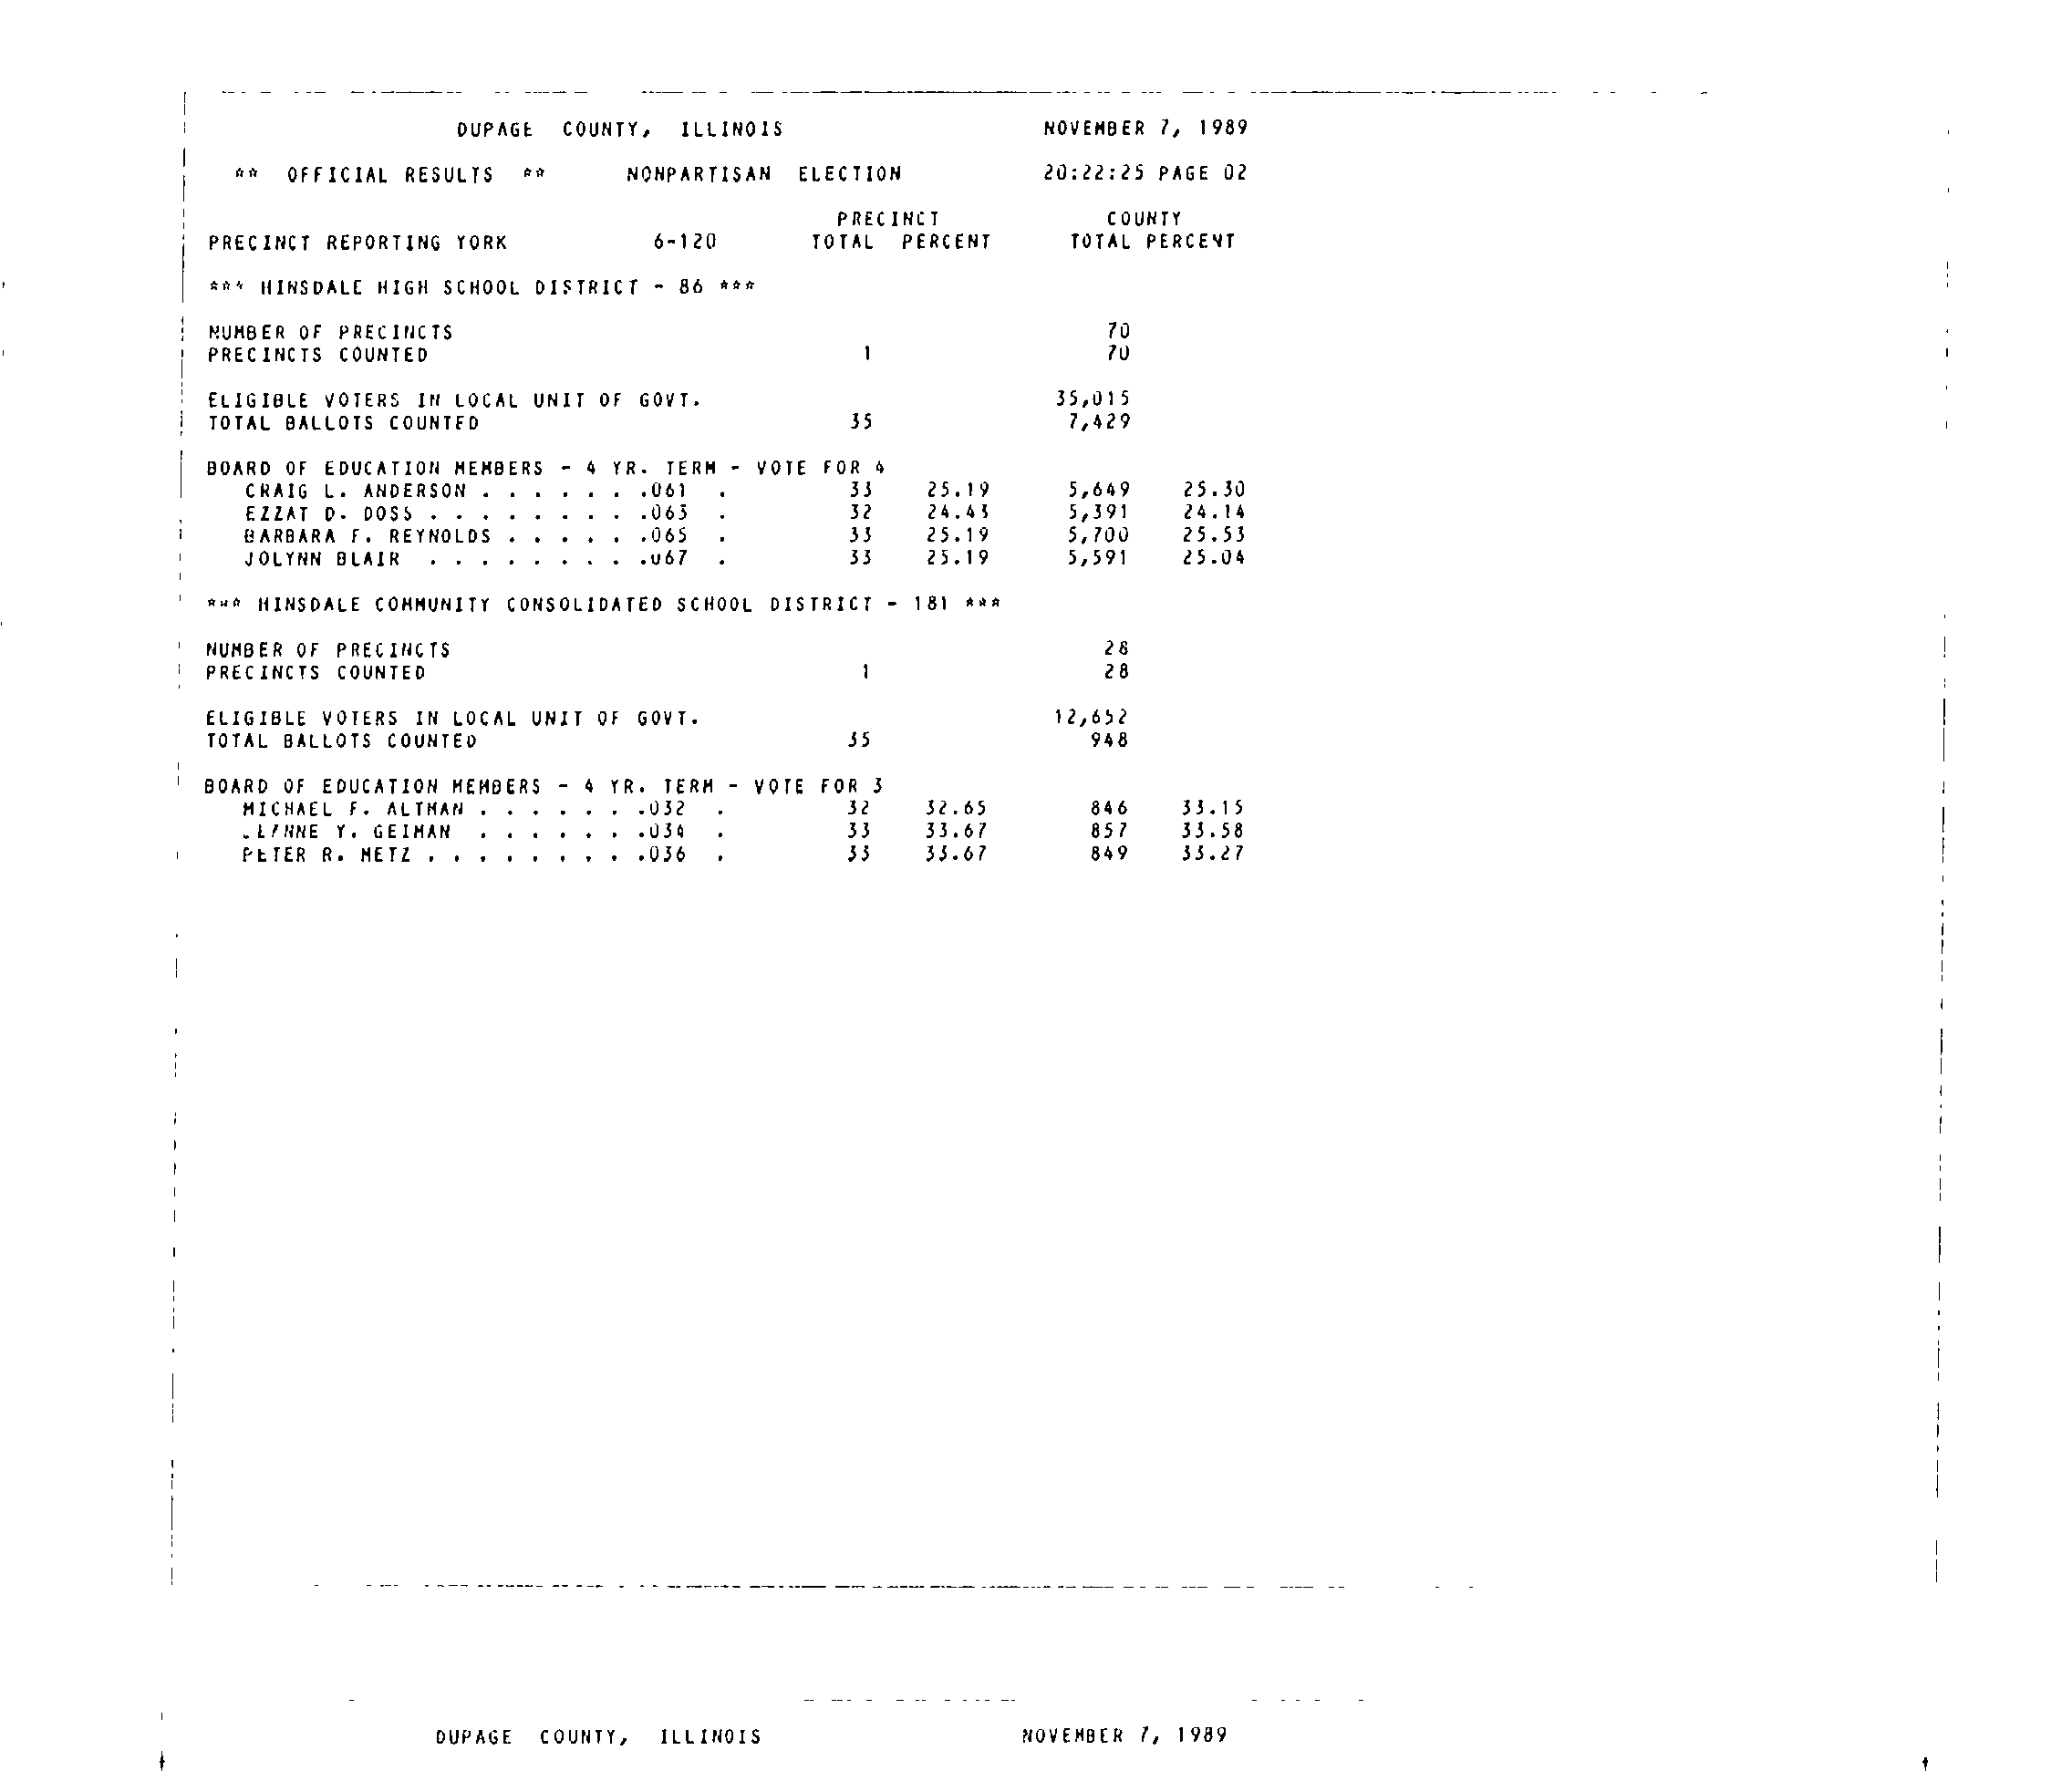 DUPAGE COUNTY, ILLINOIS NOVEMBER 7, 1989
** OFFICIAL RESULTS ** NONPARTISAN ELECTION 20:22:25 PAGE 02
PRECINCT COUNTY
PRECINCT REPORTING YORK 6-120 TOTAL PERCENT TOTAL PERCENT
*** HINSDALE HIGH SCHOOL DISTRICT - 86 ***
NUMBER OF PRECINCTS 70
PRECINCTS COUNTED 1 70
ELIGIBLE VOTERS IN LOCAL UNIT OF GOVT. 35,015
TOTAL BALLOTS COUNTED 35 7,429
BOARD OF EDUCATION MEMBERS - 4 YR. TERM - VOTE FOR 4
CRAIG L. ANDERSON . . . . . . .061 . 33 25.19 5,649 25.30
EZZAT D. DOSS . . . . . . . . .063 . 32 24.43 5,391 24.14
BARBARA F. REYNOLDS . . . . . .065 . 33 25.19 5,700 25.53
JOLYNN BLAIR . . . . . . . . .067 . 33 25.19 5,591 25.04
*** HINSDALE COMMUNITY CONSOLIDATED SCHOOL DISTRICT - 181 ***
NUMBER OF PRECINCTS 28
PRECINCTS COUNTED 1 28
ELIGIBLE VOTERS IN LOCAL UNIT OF GOVT. 12,652
TOTAL BALLOTS COUNTED 35 948
BOARD OF EDUCATION MEMBERS - 4 YR. TERM - VOTE FOR 3
MICHAEL F. ALTMAN . . . . . . .032 . 32 32.65 846 33.15
Y. GEIMAN . . . . . . .034 . 33 33.67 857 33.58
PETER R. METZ . . . . . . . . .036 . 33 33.67 849 33.27
DUPAGE COUNTY, ILLINOIS NOVEMBER 7, 1989